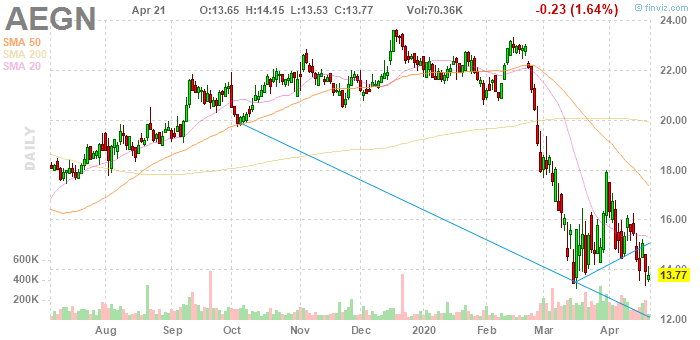 AEGN
Apr 21 O:13.65 H:14.15 L:13.53 C:13.77 Vol:70.36K -0.23 (1.64%)
© finviz.com
SMA 50
SMA 200
SMA 20
DAILY
24.00
22.00
20.00
18.00
16.00
14.00
13.77
12.00
600K
400K
200K
Aug Sep Oct Nov Dec 2020 Feb Mar Apr